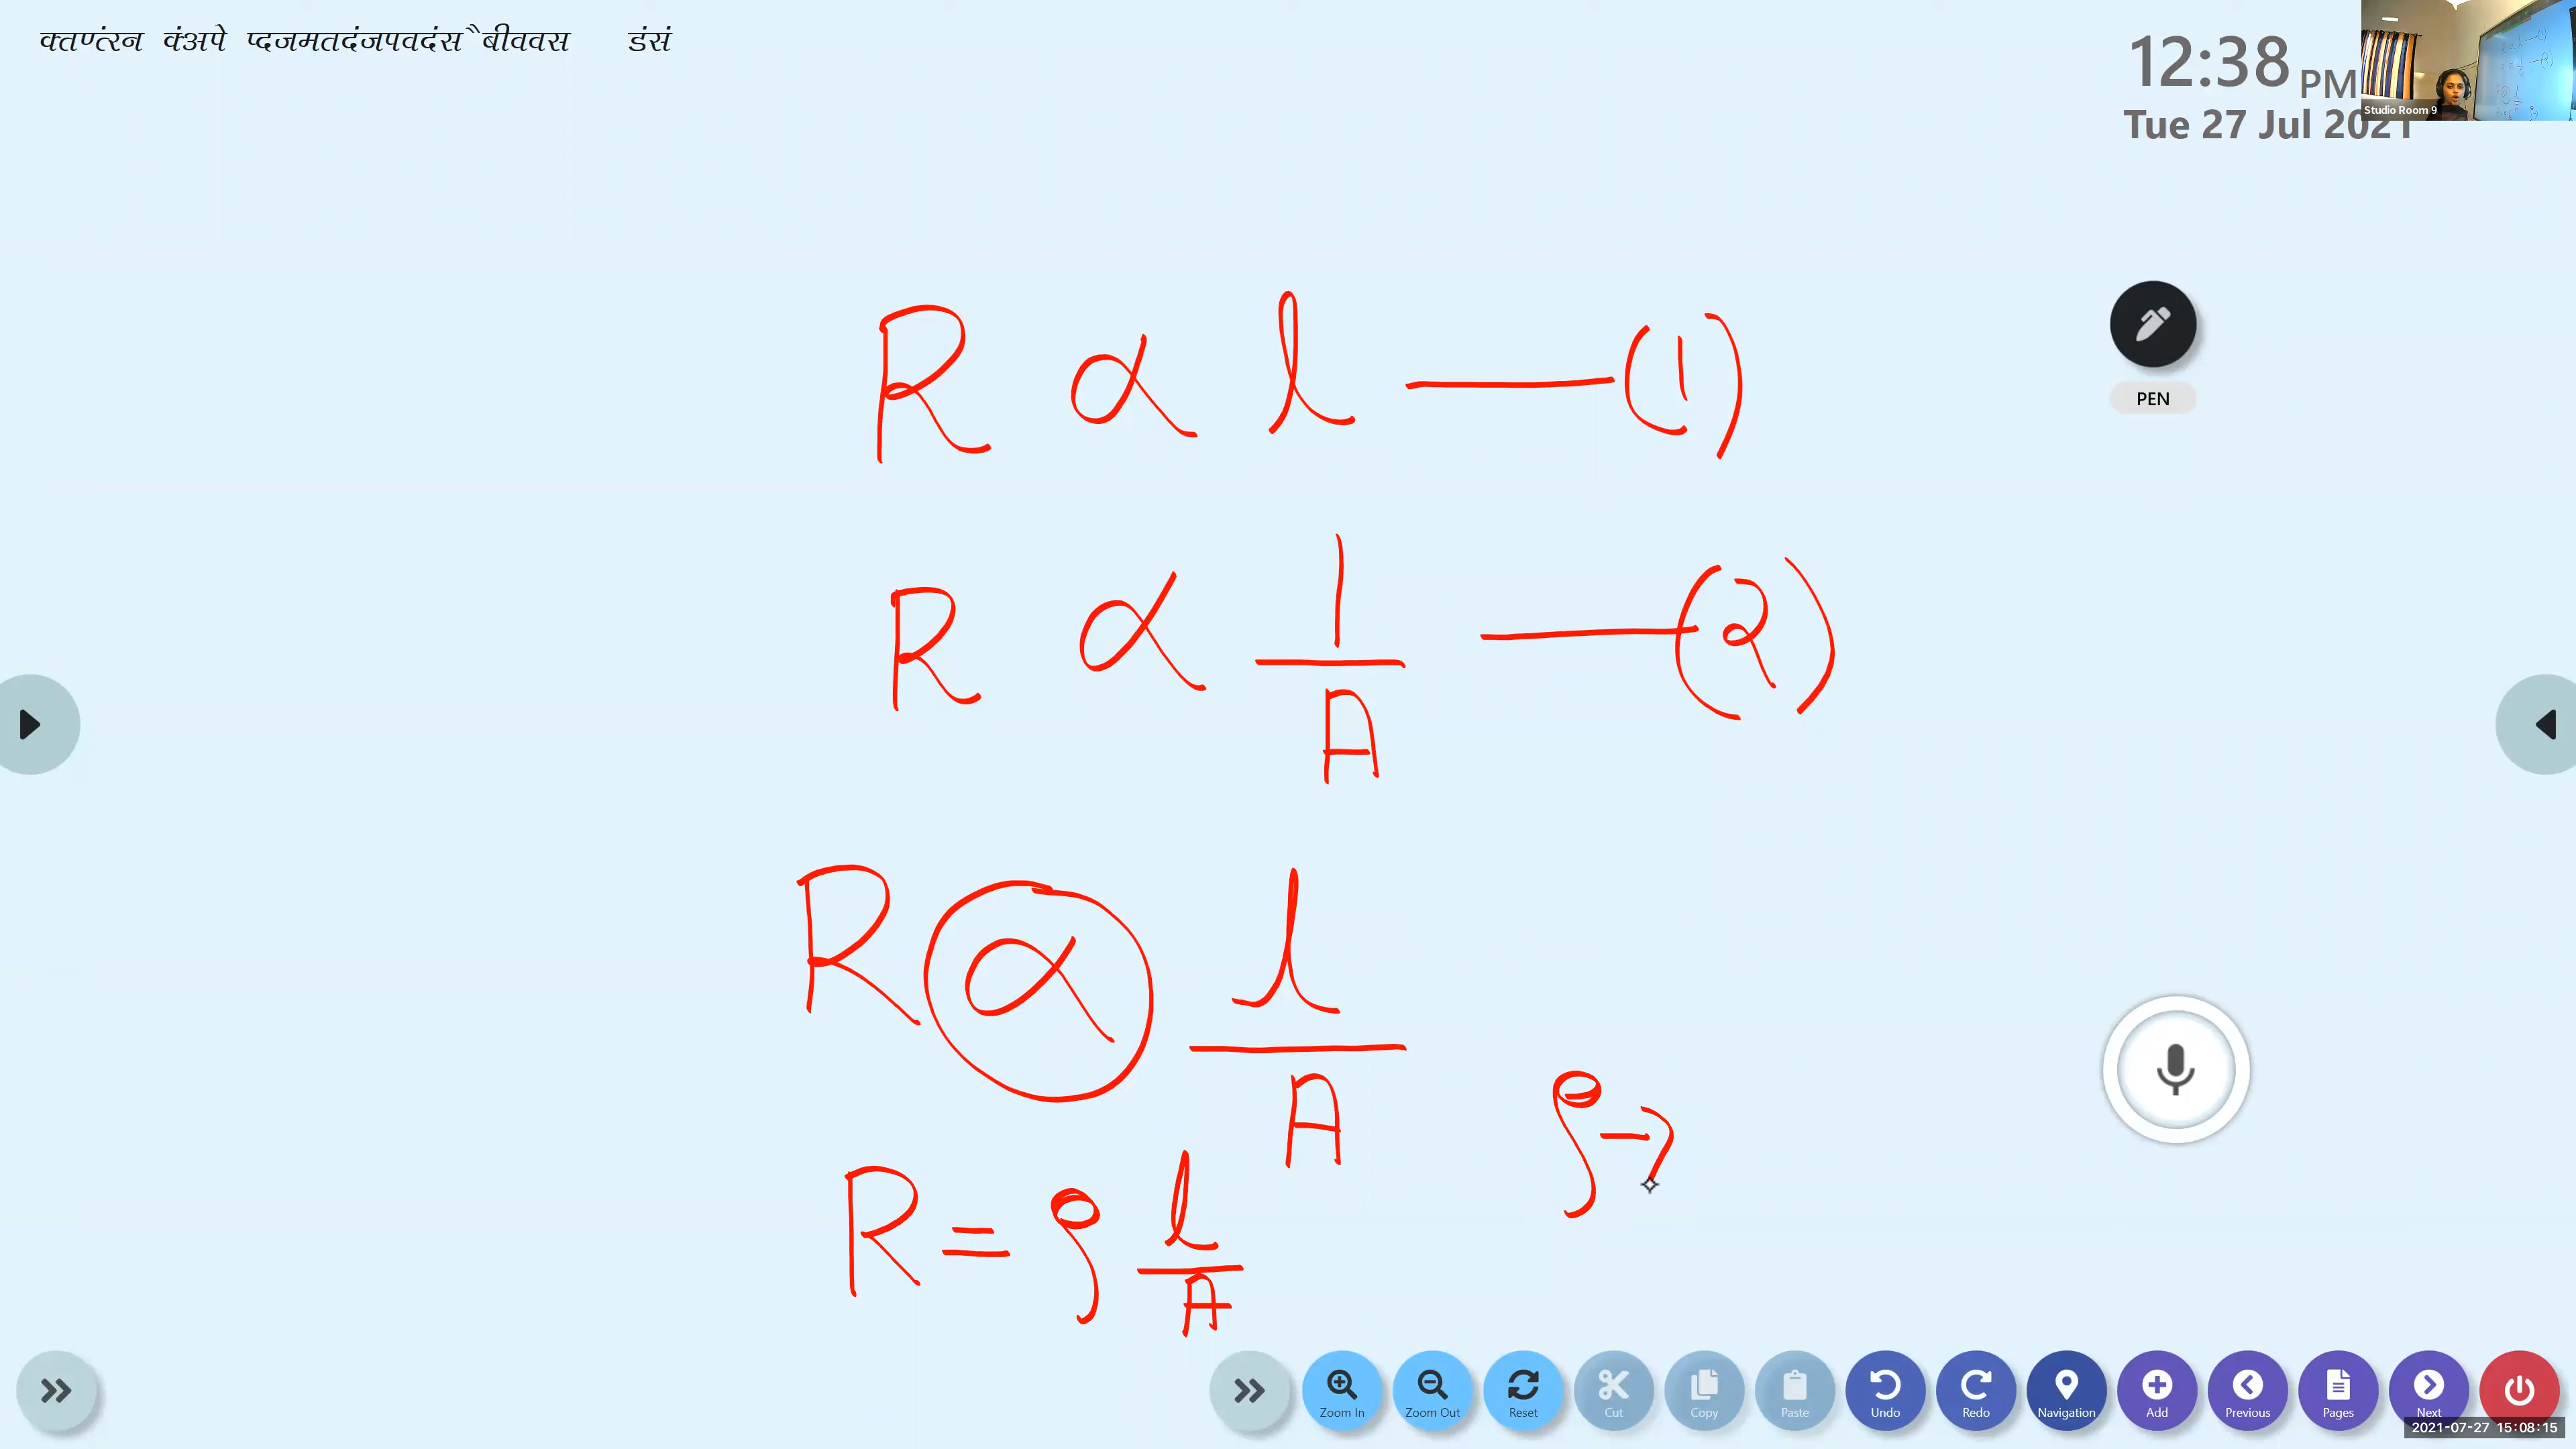 क्तण्तंरन कंअपे प्दजमतदंजपवदंस ैबीववस डंसं
12:38 PM
Tue 27 Jul 2021
Studio Room 9
R ∝ l —(1)
PEN
R ∝ 1/A —(2)
R ∝ l/A
ρ→
R = ρ l/A
Zoom In Zoom Out Reset Cut Copy Paste Undo Redo Navigation Add Previous Pages Next
2021-07-27 15:08:15